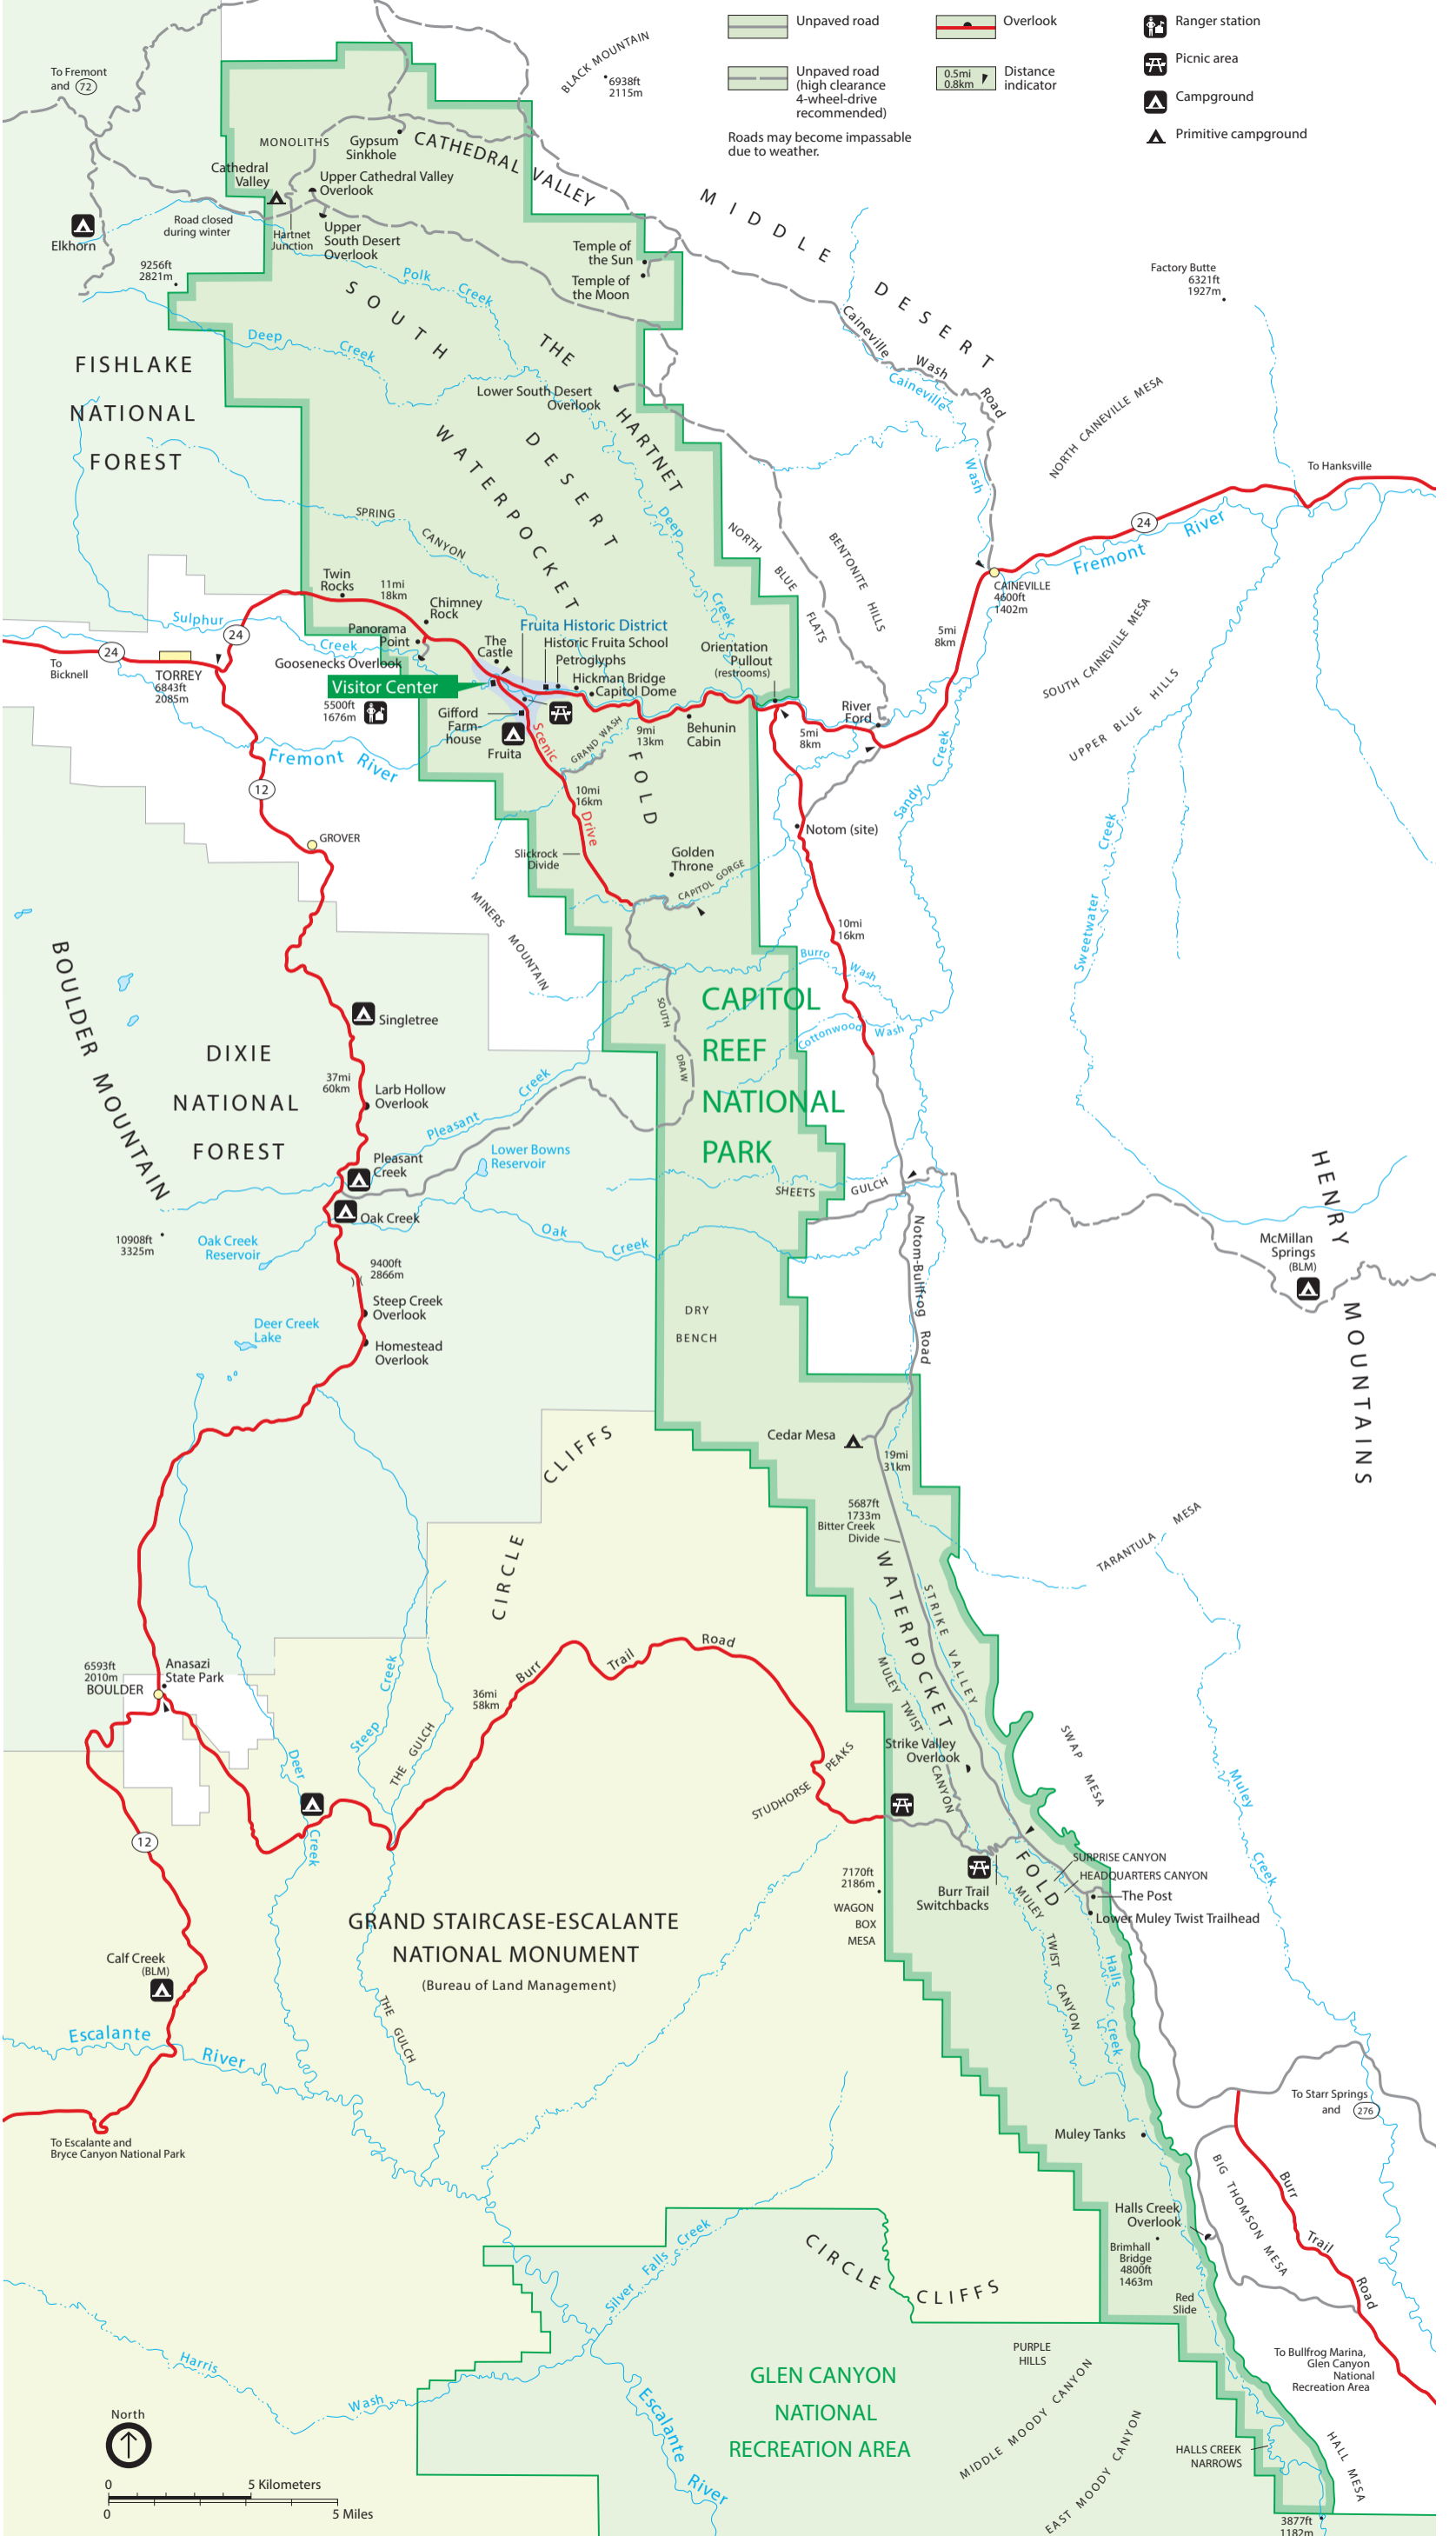 Unpaved road
Overlook
Ranger station
Unpaved road
(high clearance
4-wheel-drive
recommended)
0.5mi
0.8km
Distance
indicator
Picnic area
Campground
Primitive campground
Roads may become impassable
due to weather.
To Fremont
and 72
BLACK MOUNTAIN
6938ft
2115m
MONOLITHS
Gypsum
Sinkhole
CATHEDRAL VALLEY
Cathedral
Valley
Upper Cathedral Valley
Overlook
Road closed
during winter
Hartnet
Junction
Upper
South Desert
Overlook
Elkhorn
9256ft
2821m
MIDDLE DESERT
Temple of
the Sun
Temple of
the Moon
Factory Butte
6321ft
1927m
Polk Creek
SOUTH DESERT
Deep Creek
THE HARTNET
Caineville Wash Road
Caineville Wash
FISHLAKE
NATIONAL
FOREST
Lower South Desert
Overlook
WATERPOCKET FOLD
NORTH CAINEVILLE MESA
To Hanksville
24
Fremont River
SPRING CANYON
Deep Creek
NORTH BLUE FLATS
BENTONITE HILLS
CAINEVILLE
4600ft
1402m
Twin
Rocks
11mi
18km
Chimney
Rock
Sulphur Creek
24
24
Panorama
Point
The
Castle
Fruita Historic District
Historic Fruita School
Petroglyphs
Hickman Bridge
Capitol Dome
Orientation
Pullout
(restrooms)
5mi
8km
SOUTH CAINEVILLE MESA
To
Bicknell
TORREY
6843ft
2085m
Goosenecks Overlook
Visitor Center
5500ft
1676m
Gifford
Farm-
house
Fruita
Scenic Drive
GRAND WASH
9mi
13km
Behunin
Cabin
5mi
8km
River
Ford
UPPER BLUE HILLS
Fremont River
12
10mi
16km
Sandy Creek
GROVER
Slickrock
Divide
Golden
Throne
CAPITOL GORGE
Notom (site)
Sweetwater Creek
MINERS MOUNTAIN
10mi
16km
BOULDER MOUNTAIN
Burro Wash
SOUTH DRAW
CAPITOL
REEF
NATIONAL
PARK
Cottonwood Wash
Singletree
DIXIE
NATIONAL
FOREST
37mi
60km
Larb Hollow
Overlook
Pleasant Creek
Lower Bowns
Reservoir
Pleasant
Creek
Oak Creek
SHEETS GULCH
HENRY MOUNTAINS
10908ft
3325m
Oak Creek
Reservoir
Oak Creek
Notom-Bullfrog Road
McMillan
Springs
(BLM)
9400ft
2866m
Steep Creek
Overlook
Deer Creek
Lake
Homestead
Overlook
DRY
BENCH
CIRCLE CLIFFS
Cedar Mesa
19mi
31km
5687ft
1733m
Bitter Creek
Divide
TARANTULA MESA
WATERPOCKET FOLD
STRIKE VALLEY
6593ft
2010m
BOULDER
Anasazi
State Park
Burr Trail Road
36mi
58km
MULEY TWIST CANYON
Steep Creek
THE GULCH
Deer Creek
Strike Valley
Overlook
SWAP MESA
STUDHORSE PEAKS
Muley Creek
12
7170ft
2186m
WAGON
BOX
MESA
Burr Trail
Switchbacks
SURPRISE CANYON
HEADQUARTERS CANYON
The Post
Lower Muley Twist Trailhead
MULEY TWIST CANYON
GRAND STAIRCASE-ESCALANTE
NATIONAL MONUMENT
(Bureau of Land Management)
Calf Creek
(BLM)
Halls Creek
THE GULCH
Escalante River
To Escalante and
Bryce Canyon National Park
To Starr Springs
and 276
Muley Tanks
BIG THOMSON MESA
Burr Trail Road
Halls Creek
Overlook
Brimhall
Bridge
4800ft
1463m
Red
Slide
Silver Falls Creek
CIRCLE CLIFFS
PURPLE
HILLS
To Bullfrog Marina,
Glen Canyon
National
Recreation Area
Harris Wash
GLEN CANYON
NATIONAL
RECREATION AREA
Escalante River
MIDDLE MOODY CANYON
EAST MOODY CANYON
HALLS CREEK
NARROWS
HALL MESA
North
0 5 Kilometers
0 5 Miles
3877ft
1182m